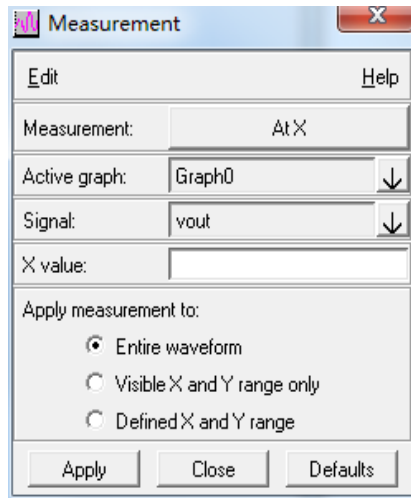 Measurement
Edit Help
Measurement: At X
Active graph: Graph0
Signal: vout
X value:
Apply measurement to:
Entire waveform
Visible X and Y range only
Defined X and Y range
Apply Close Defaults